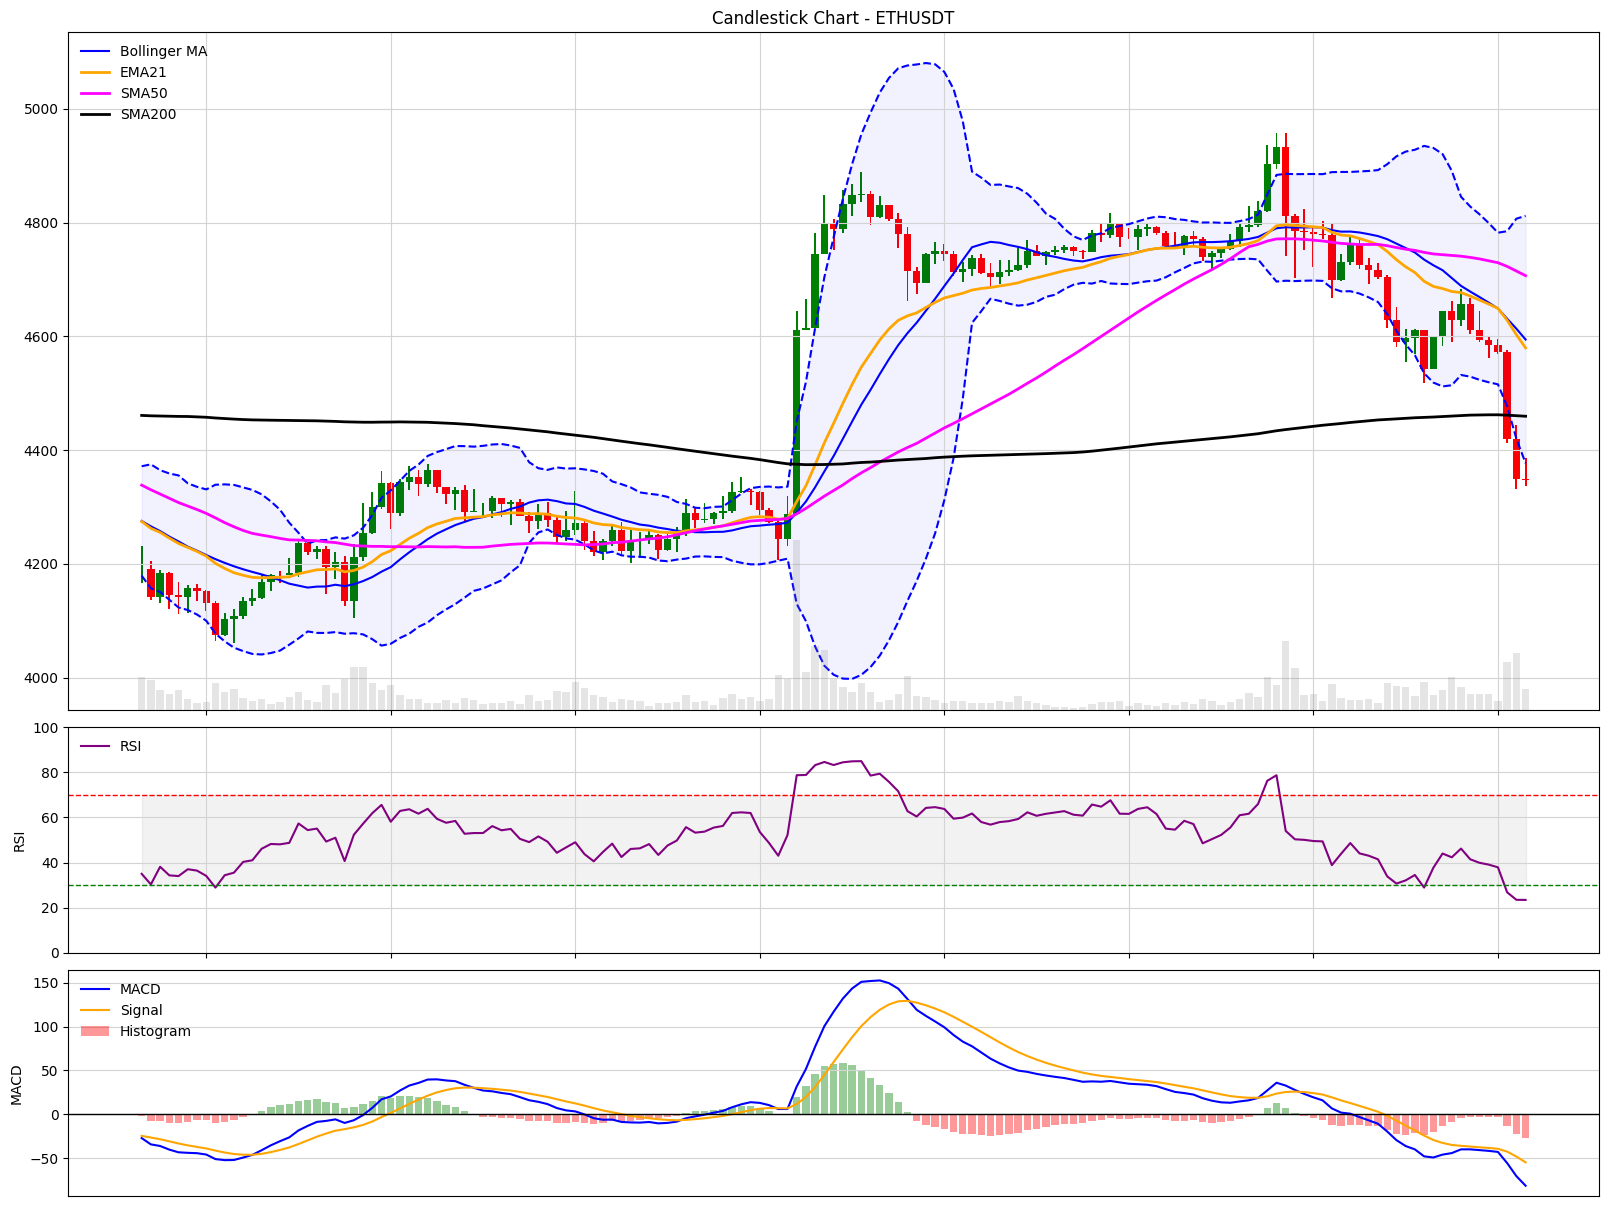 Candlestick Chart - ETHUSDT
Bollinger MA
EMA21
SMA50
SMA200
5000
4800
4600
4400
4200
4000
RSI
100
80
60
40
20
0
RSI
MACD
Signal
Histogram
150
100
50
0
−50
MACD